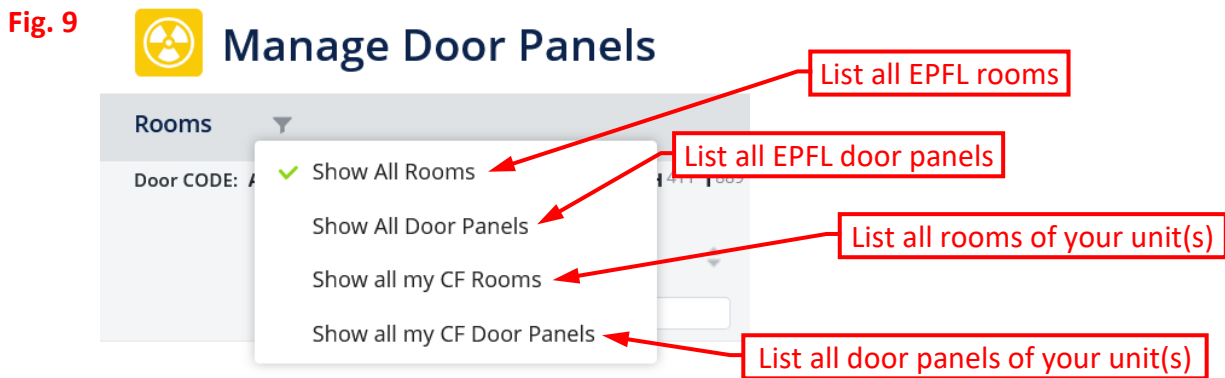 Fig. 9
Manage Door Panels
List all EPFL rooms
Rooms
List all EPFL door panels
Show All Rooms
Door CODE:
Show All Door Panels
List all rooms of your unit(s)
Show all my CF Rooms
Show all my CF Door Panels
List all door panels of your unit(s)